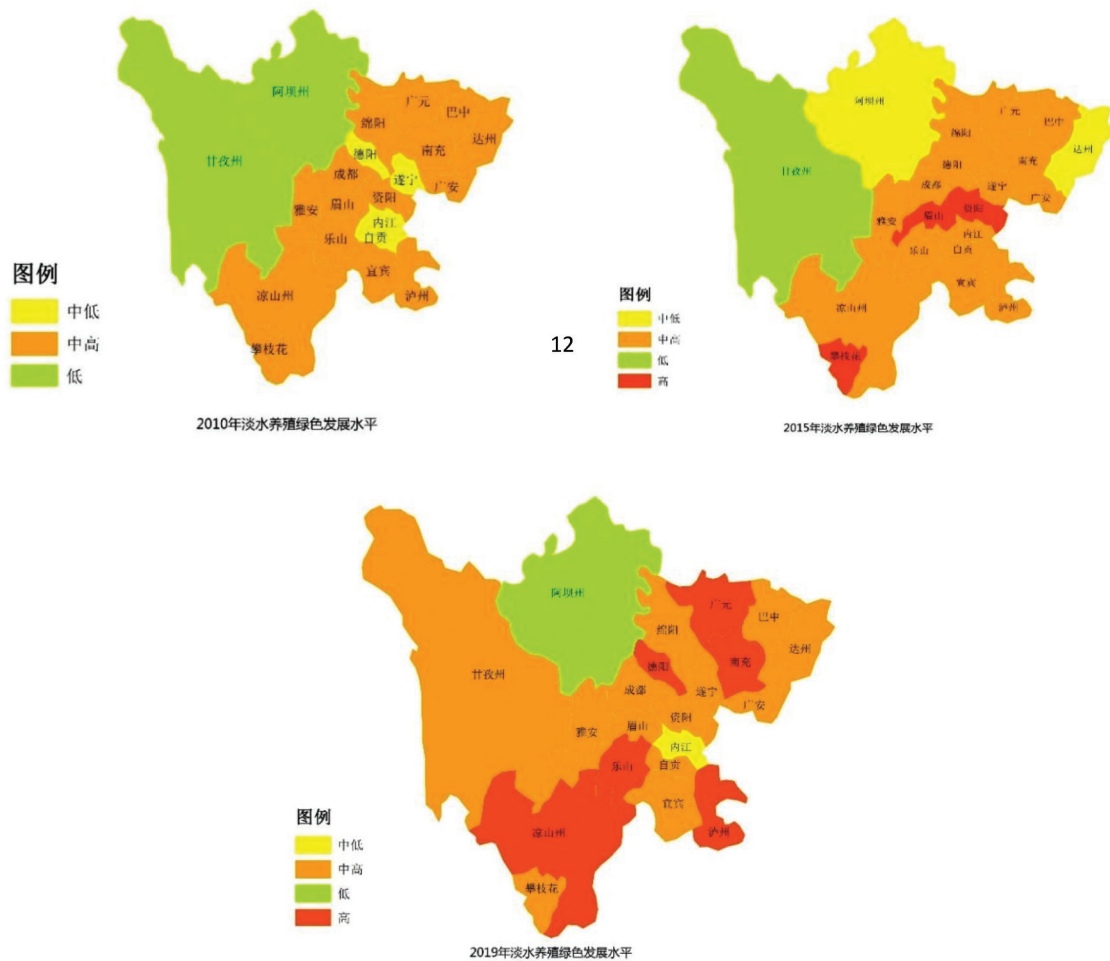 阿坝州
广元
巴中
绵阳
达州
德阳
南充
甘孜州
成都
遂宁
广安
雅安
眉山
资阳
内江
乐山
自贡
宜宾
凉山州
泸州
攀枝花
图例
中低
中高
低
2010年淡水养殖绿色发展水平
12
阿坝州
广元
巴中
绵阳
达州
德阳
南充
甘孜州
成都
遂宁
广安
雅安
眉山
资阳
内江
乐山
自贡
宜宾
凉山州
泸州
攀枝花
图例
中低
中高
低
高
2015年淡水养殖绿色发展水平
阿坝州
广元
巴中
绵阳
达州
德阳
南充
甘孜州
成都
遂宁
广安
雅安
眉山
资阳
内江
乐山
自贡
宜宾
凉山州
泸州
攀枝花
图例
中低
中高
低
高
2019年淡水养殖绿色发展水平